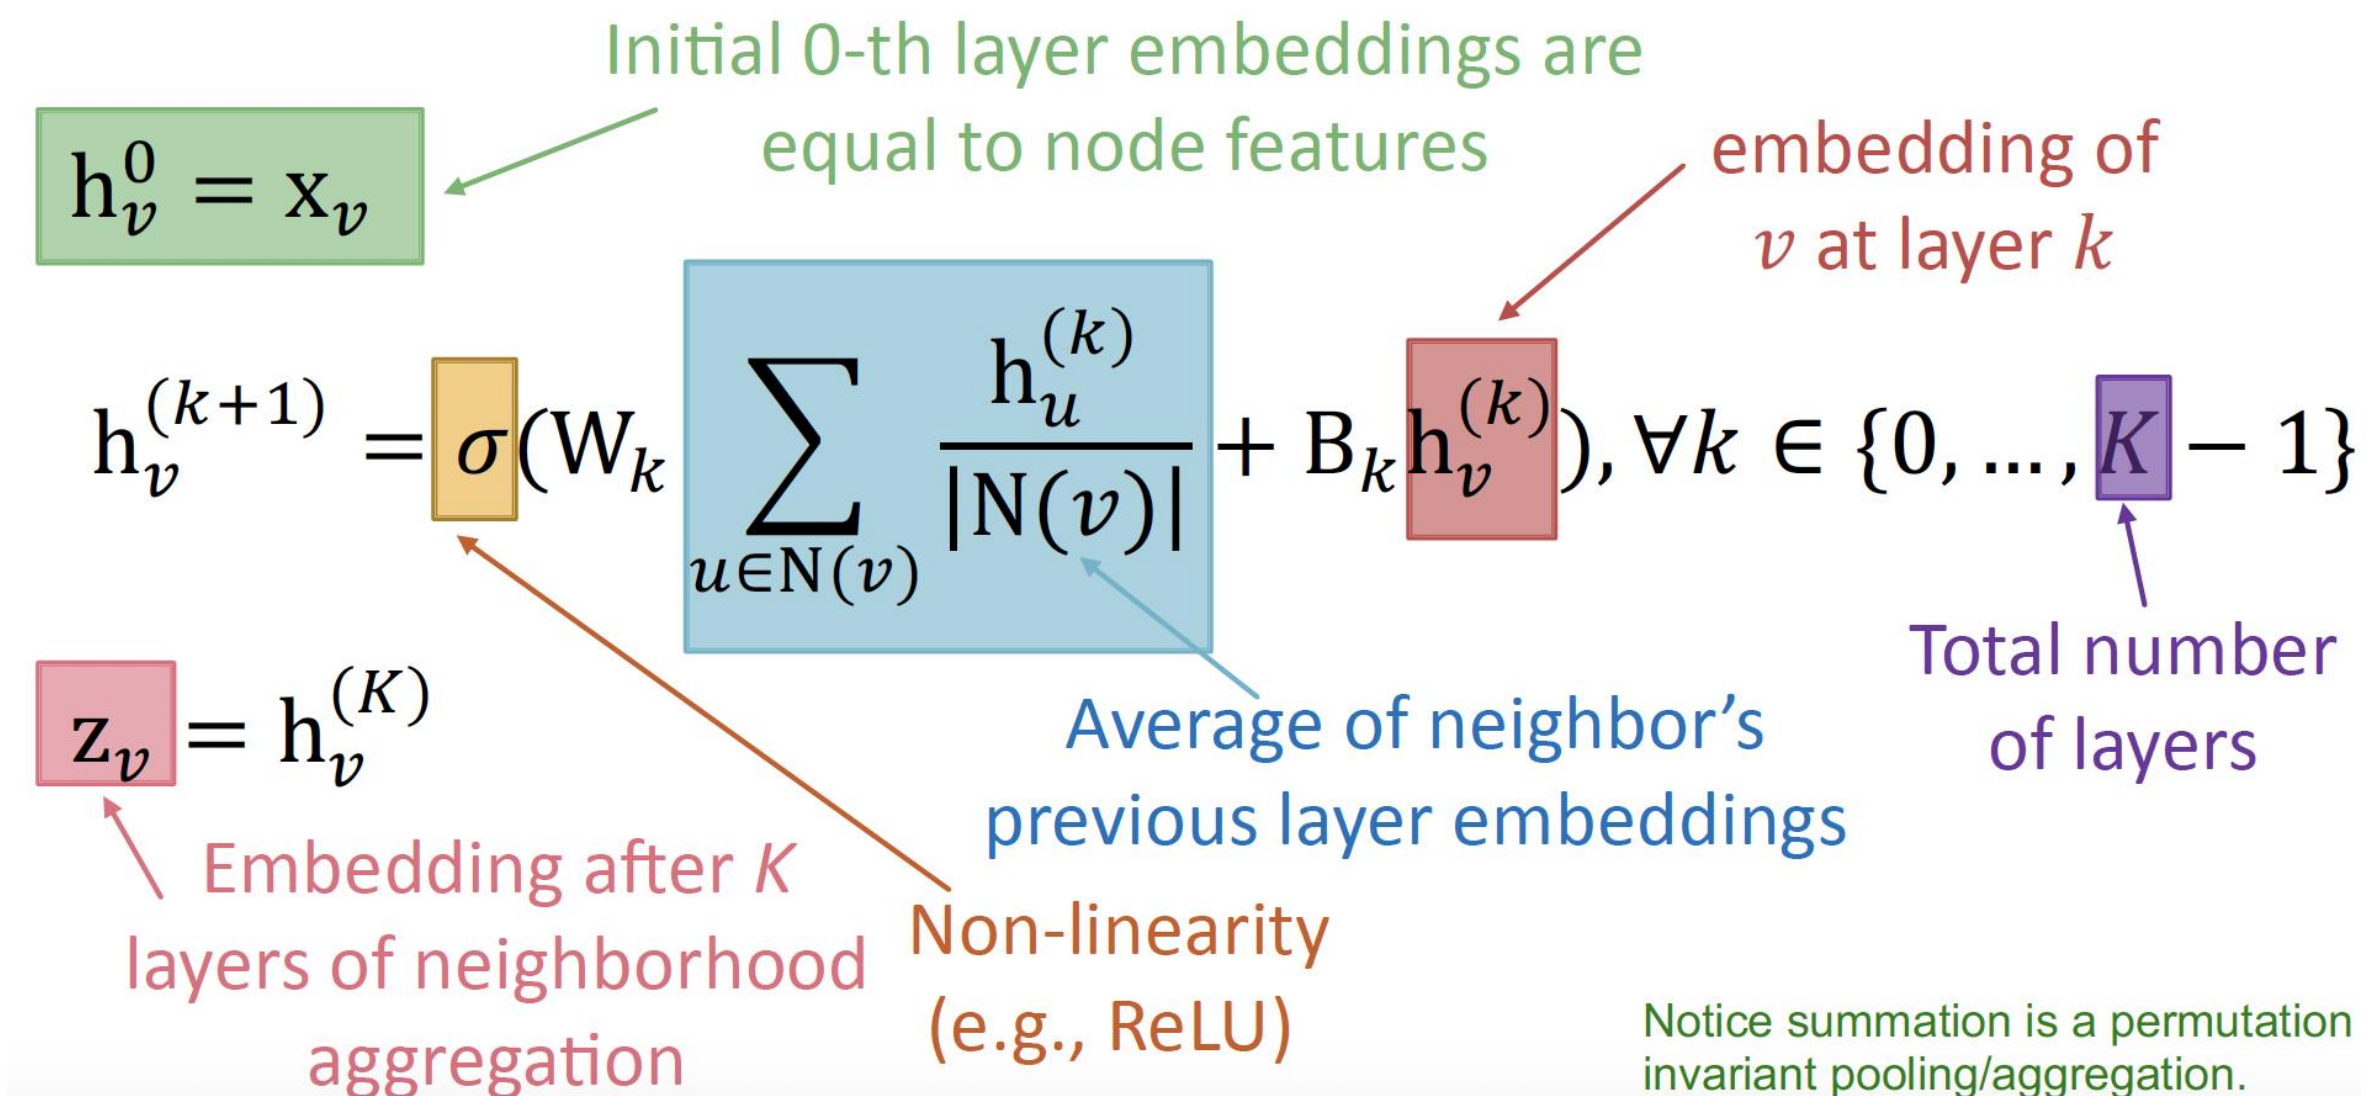 Initial 0-th layer embeddings are
equal to node features
h_v^0 = x_v
embedding of
v at layer k
h_v^{(k+1)} = σ(W_k ∑_{u∈N(v)} h_u^{(k)} / |N(v)| + B_k h_v^{(k)}), ∀k ∈ {0, …, K − 1}
Total number
of layers
z_v = h_v^{(K)}
Average of neighbor’s
previous layer embeddings
Embedding after K
layers of neighborhood
aggregation
Non-linearity
(e.g., ReLU)
Notice summation is a permutation
invariant pooling/aggregation.